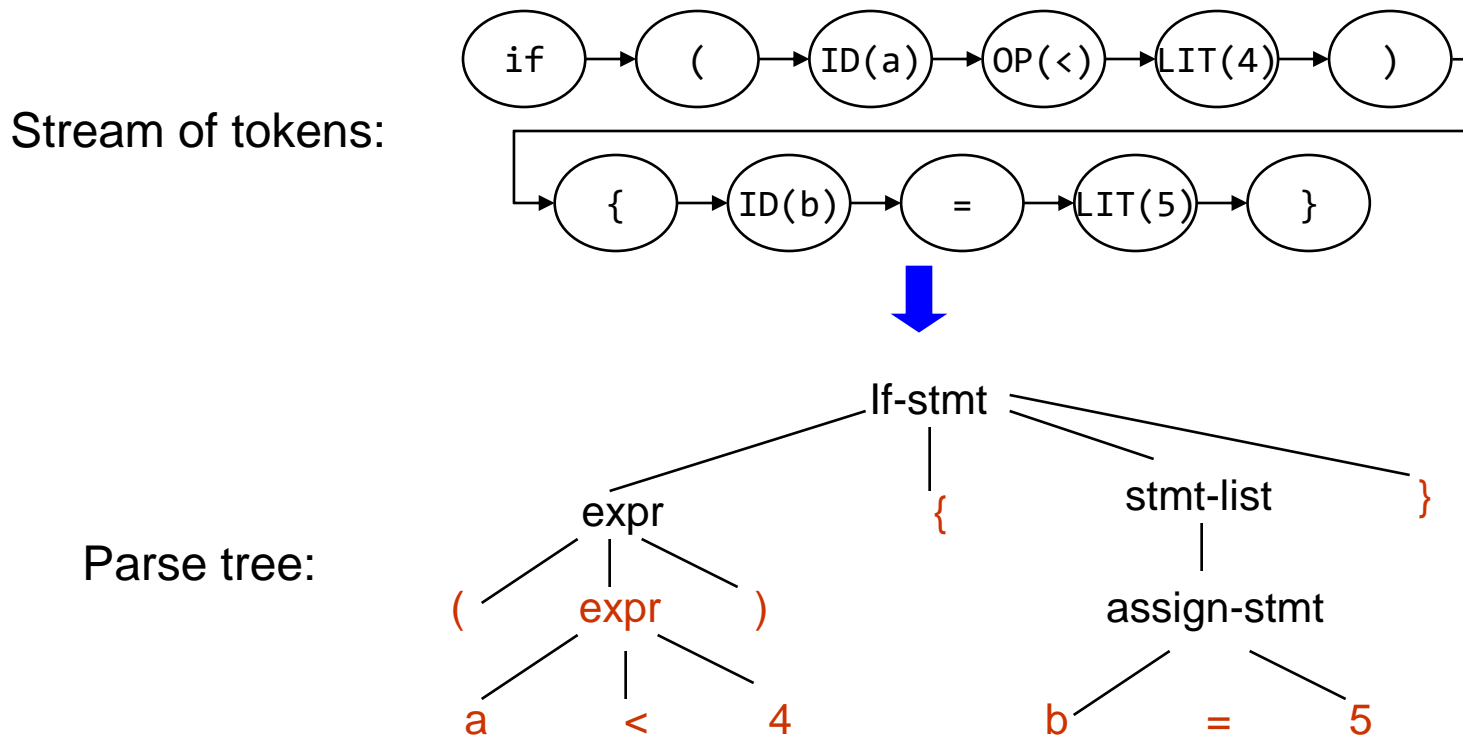 if ( ID(a) OP(<) LIT(4) )
Stream of tokens:
{ ID(b) = LIT(5) }
If-stmt
expr { stmt-list }
Parse tree:
( expr ) assign-stmt
a < 4 b = 5